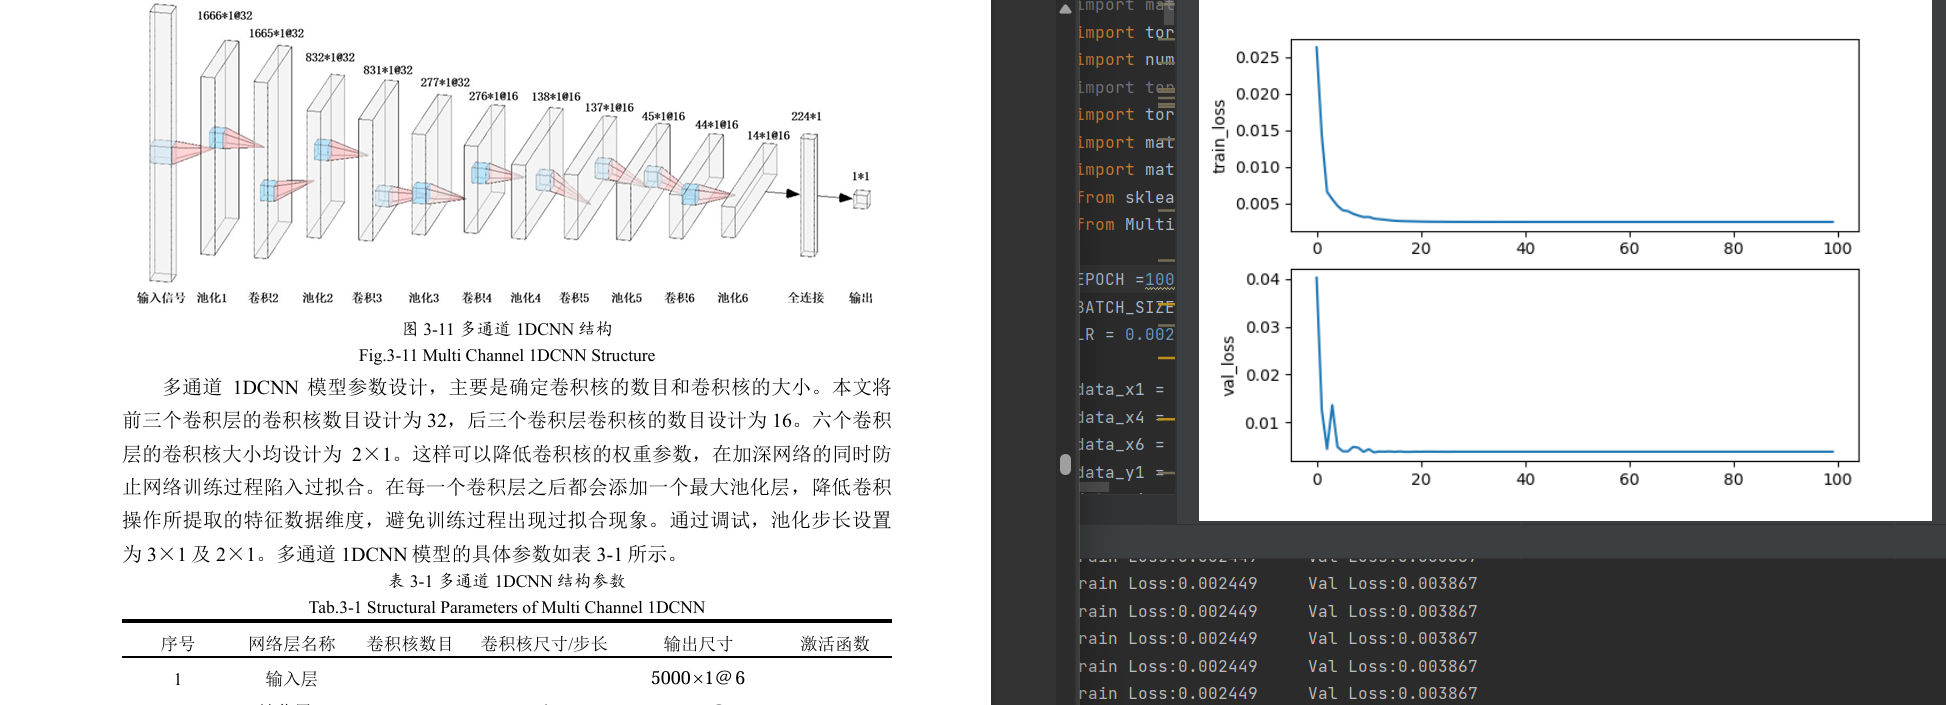 1666*1@32
1665*1@32
832*1@32
831*1@32
277*1@32
276*1@16
138*1@16
137*1@16
45*1@16
44*1@16
14*1@16
224*1
1*1
输入信号 池化1 卷积2 池化2 卷积3 池化3 卷积4 池化4 卷积5 池化5 卷积6 池化6 全连接 输出
图 3-11 多通道 1DCNN 结构
Fig.3-11 Multi Channel 1DCNN Structure
多通道 1DCNN 模型参数设计，主要是确定卷积核的数目和卷积核的大小。本文将
前三个卷积层的卷积核数目设计为 32，后三个卷积层卷积核的数目设计为 16。六个卷积
层的卷积核大小均设计为 2×1。这样可以降低卷积核的权重参数，在加深网络的同时防
止网络训练过程陷入过拟合。在每一个卷积层之后都会添加一个最大池化层，降低卷积
操作所提取的特征数据维度，避免训练过程出现过拟合现象。通过调试，池化步长设置
为 3×1 及 2×1。多通道 1DCNN 模型的具体参数如表 3-1 所示。
表 3-1 多通道 1DCNN 结构参数
Tab.3-1 Structural Parameters of Multi Channel 1DCNN
序号 网络层名称 卷积核数目 卷积核尺寸/步长 输出尺寸 激活函数
1 输入层 5000×1@6
import mat
import tor
import num
import tor
import tor
import mat
import mat
from sklea
from Multi
EPOCH =100
BATCH_SIZE
LR = 0.002
data_x1 =
data_x4 =
data_x6 =
data_y1 =
train_loss
0.025
0.020
0.015
0.010
0.005
0 20 40 60 80 100
val_loss
0.04
0.03
0.02
0.01
0 20 40 60 80 100
rain Loss:0.002449 Val Loss:0.003867
rain Loss:0.002449 Val Loss:0.003867
rain Loss:0.002449 Val Loss:0.003867
rain Loss:0.002449 Val Loss:0.003867
rain Loss:0.002449 Val Loss:0.003867
rain Loss:0.002449 Val Loss:0.003867